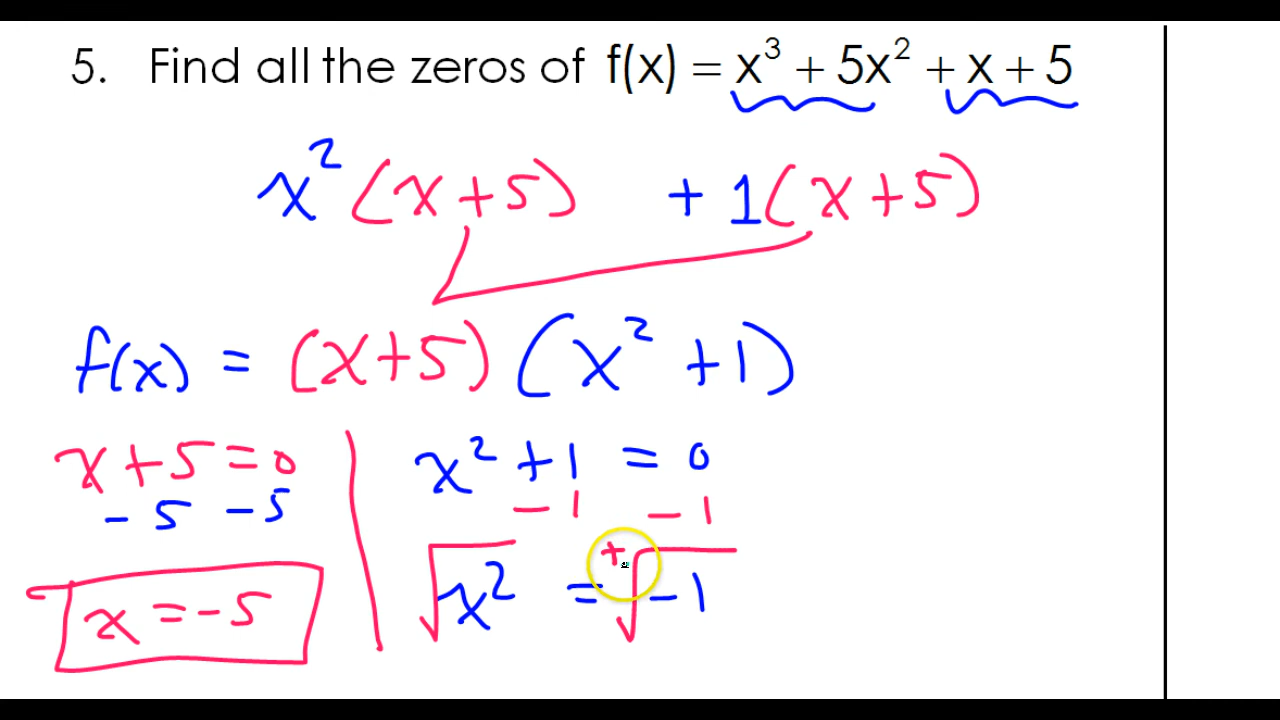 5. Find all the zeros of f(x) = x³ + 5x² + x + 5
x² (x+5) + 1(x+5)
f(x) = (x+5) (x² + 1)
x+5=0 x² + 1 = 0
- 5 - 5 - 1 - 1
√x² = +√-1
x = -5